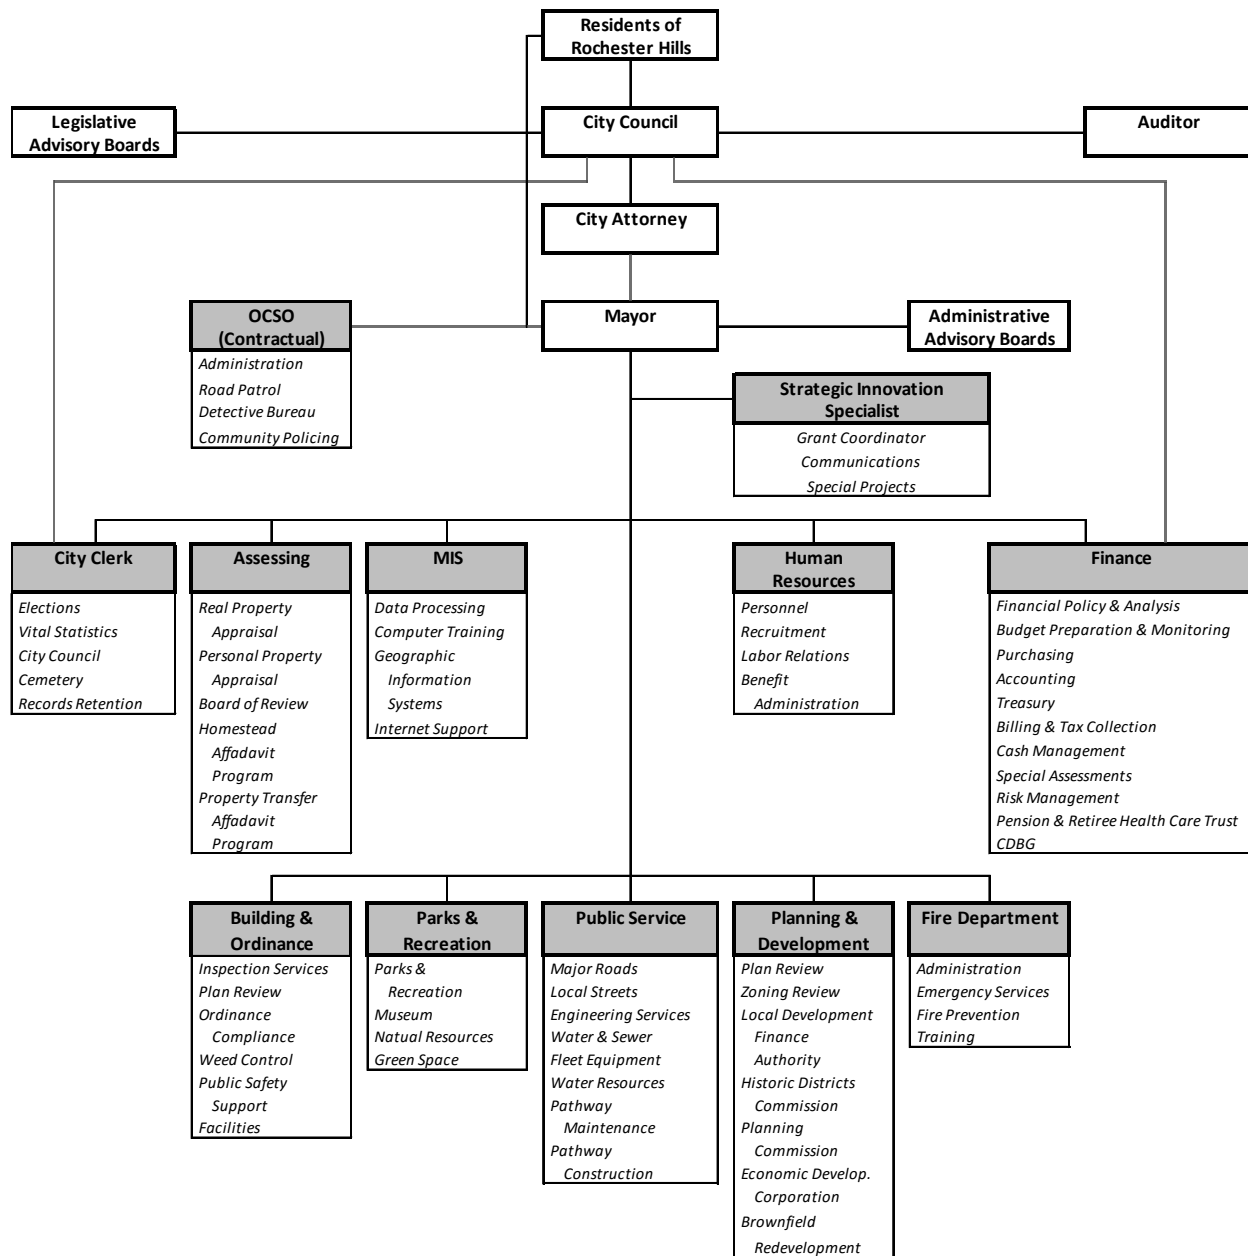 Residents of
Rochester Hills
Legislative
Advisory Boards
City Council
Auditor
City Attorney
OCSO
(Contractual)
Administration
Road Patrol
Detective Bureau
Community Policing
Mayor
Administrative
Advisory Boards
Strategic Innovation
Specialist
Grant Coordinator
Communications
Special Projects
City Clerk
Elections
Vital Statistics
City Council
Cemetery
Records Retention
Assessing
Real Property
Appraisal
Personal Property
Appraisal
Board of Review
Homestead
Affadavit
Program
Property Transfer
Affadavit
Program
MIS
Data Processing
Computer Training
Geographic
Information
Systems
Internet Support
Human
Resources
Personnel
Recruitment
Labor Relations
Benefit
Administration
Finance
Financial Policy & Analysis
Budget Preparation & Monitoring
Purchasing
Accounting
Treasury
Billing & Tax Collection
Cash Management
Special Assessments
Risk Management
Pension & Retiree Health Care Trust
CDBG
Building &
Ordinance
Inspection Services
Plan Review
Ordinance
Compliance
Weed Control
Public Safety
Support
Facilities
Parks &
Recreation
Parks &
Recreation
Museum
Natual Resources
Green Space
Public Service
Major Roads
Local Streets
Engineering Services
Water & Sewer
Fleet Equipment
Water Resources
Pathway
Maintenance
Pathway
Construction
Planning &
Development
Plan Review
Zoning Review
Local Development
Finance
Authority
Historic Districts
Commission
Planning
Commission
Economic Develop.
Corporation
Brownfield
Redevelopment
Fire Department
Administration
Emergency Services
Fire Prevention
Training